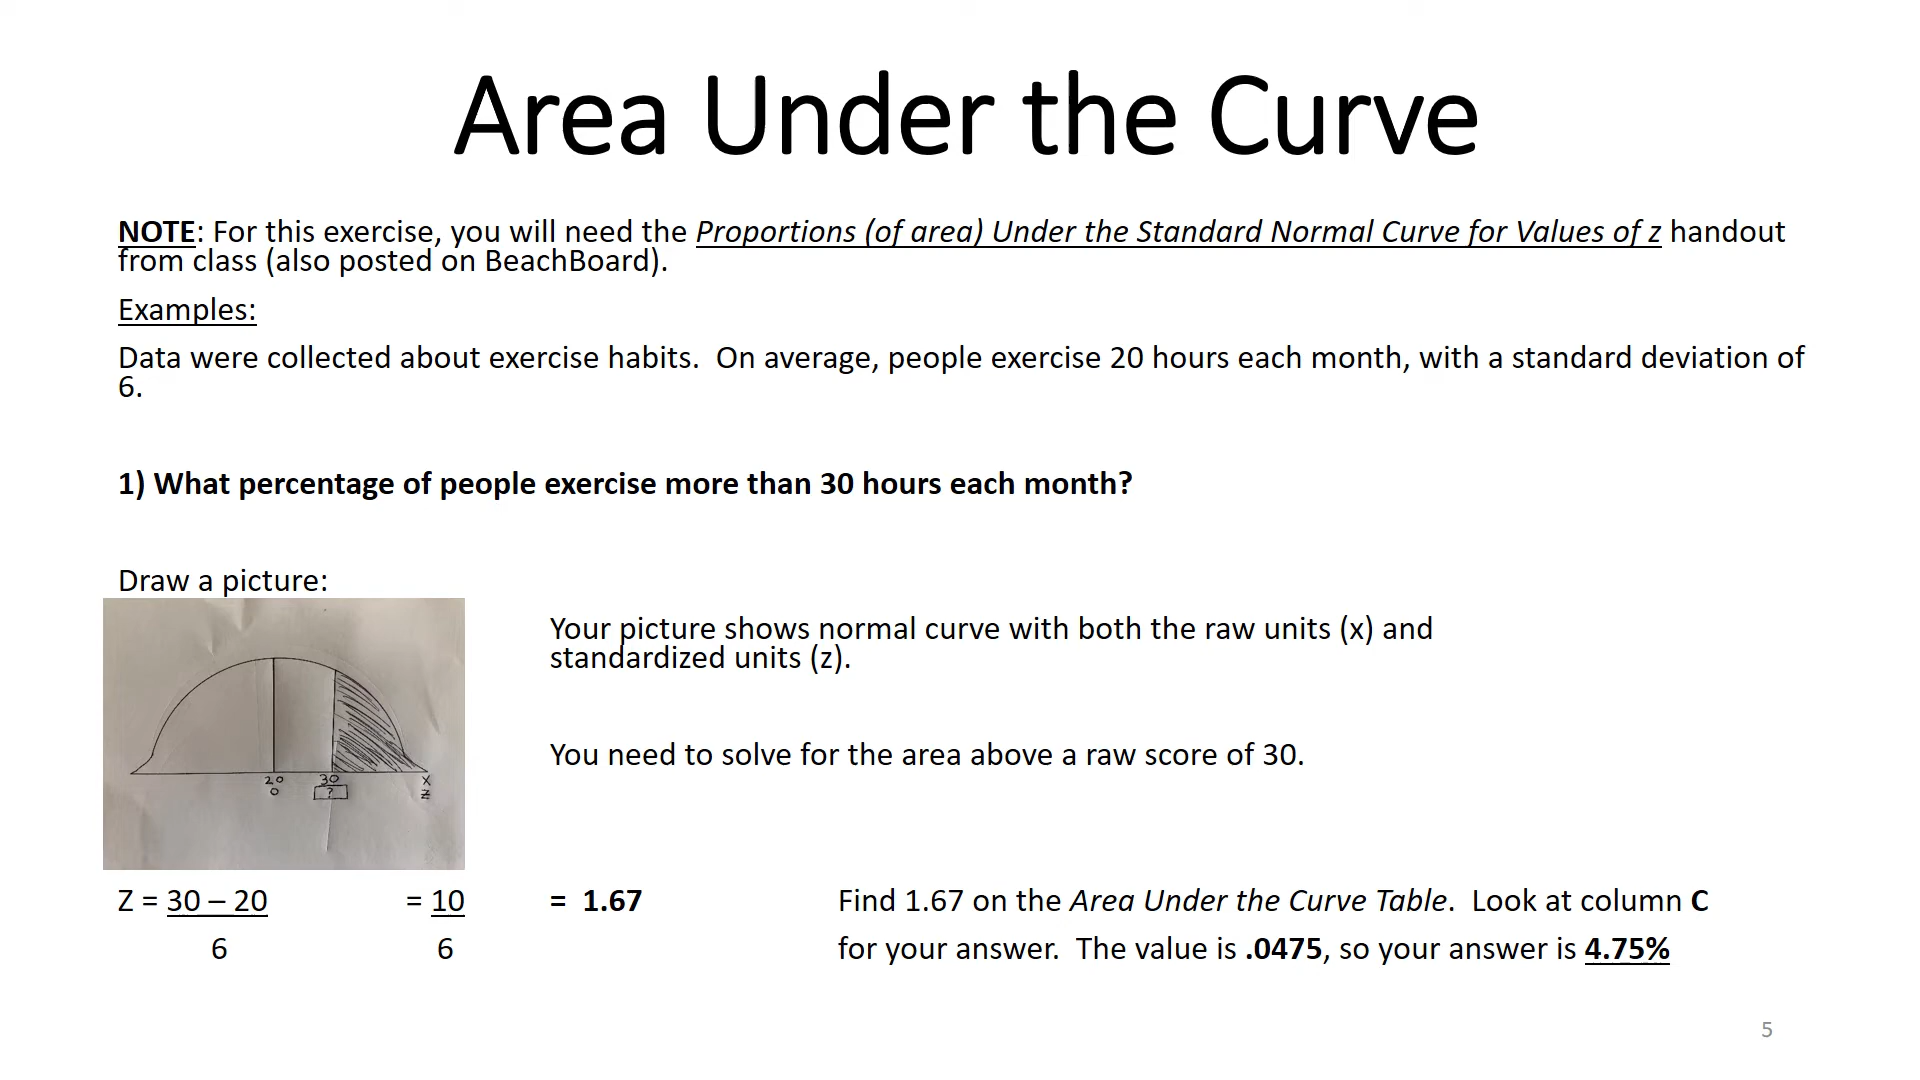 Area Under the Curve
NOTE: For this exercise, you will need the Proportions (of area) Under the Standard Normal Curve for Values of z handout
from class (also posted on BeachBoard).
Examples:
Data were collected about exercise habits.  On average, people exercise 20 hours each month, with a standard deviation of
6.
1) What percentage of people exercise more than 30 hours each month?
Draw a picture:
20 30 X
0 ? Z
Your picture shows normal curve with both the raw units (x) and
standardized units (z).
You need to solve for the area above a raw score of 30.
Z = 30 – 20 = 10 = 1.67
6 6
Find 1.67 on the Area Under the Curve Table.  Look at column C
for your answer.  The value is .0475, so your answer is 4.75%
5